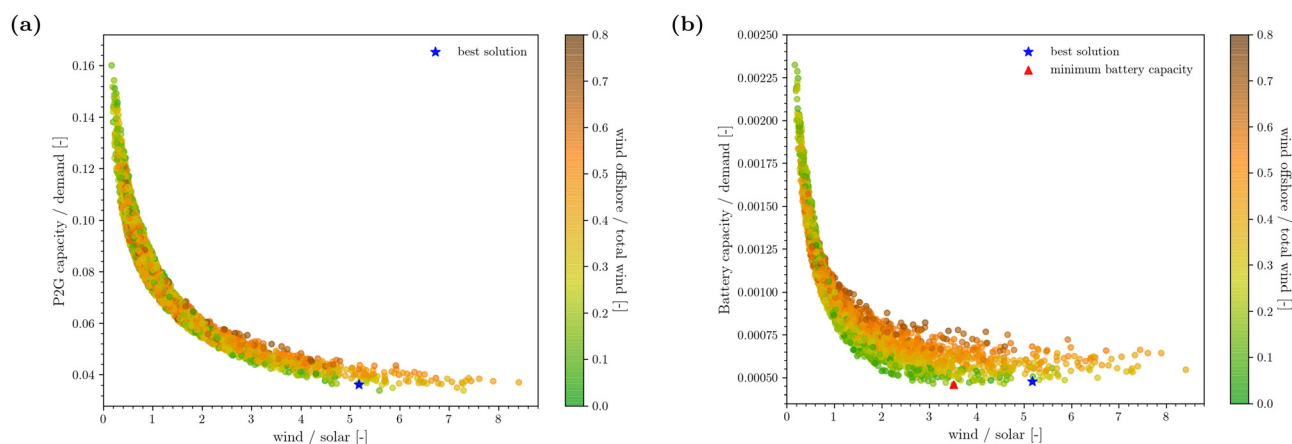 (a)
best solution
0.16
0.14
0.12
0.10
0.08
0.06
0.04
P2G capacity / demand [-]
0 1 2 3 4 5 6 7 8
wind / solar [-]
0.8
0.7
0.6
0.5
0.4
0.3
0.2
0.1
0.0
wind offshore / total wind [-]
(b)
best solution
minimum battery capacity
0.00250
0.00225
0.00200
0.00175
0.00150
0.00125
0.00100
0.00075
0.00050
Battery capacity / demand [-]
0 1 2 3 4 5 6 7 8
wind / solar [-]
0.8
0.7
0.6
0.5
0.4
0.3
0.2
0.1
0.0
wind offshore / total wind [-]